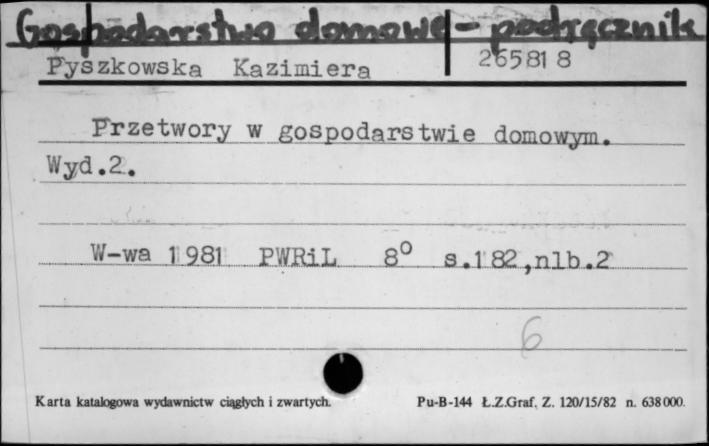 Gospodarstwo domowe - podręcznik
Pyszkowska Kazimiera 265818
Przetwory w gospodarstwie domowym.
Wyd.2.
W-wa 1981 PWRiL 8° s.182,nlb.2
6
Karta katalogowa wydawnictw ciągłych i zwartych. Pu-B-144 Ł.Z.Graf. Z. 120/15/82 n. 638000.